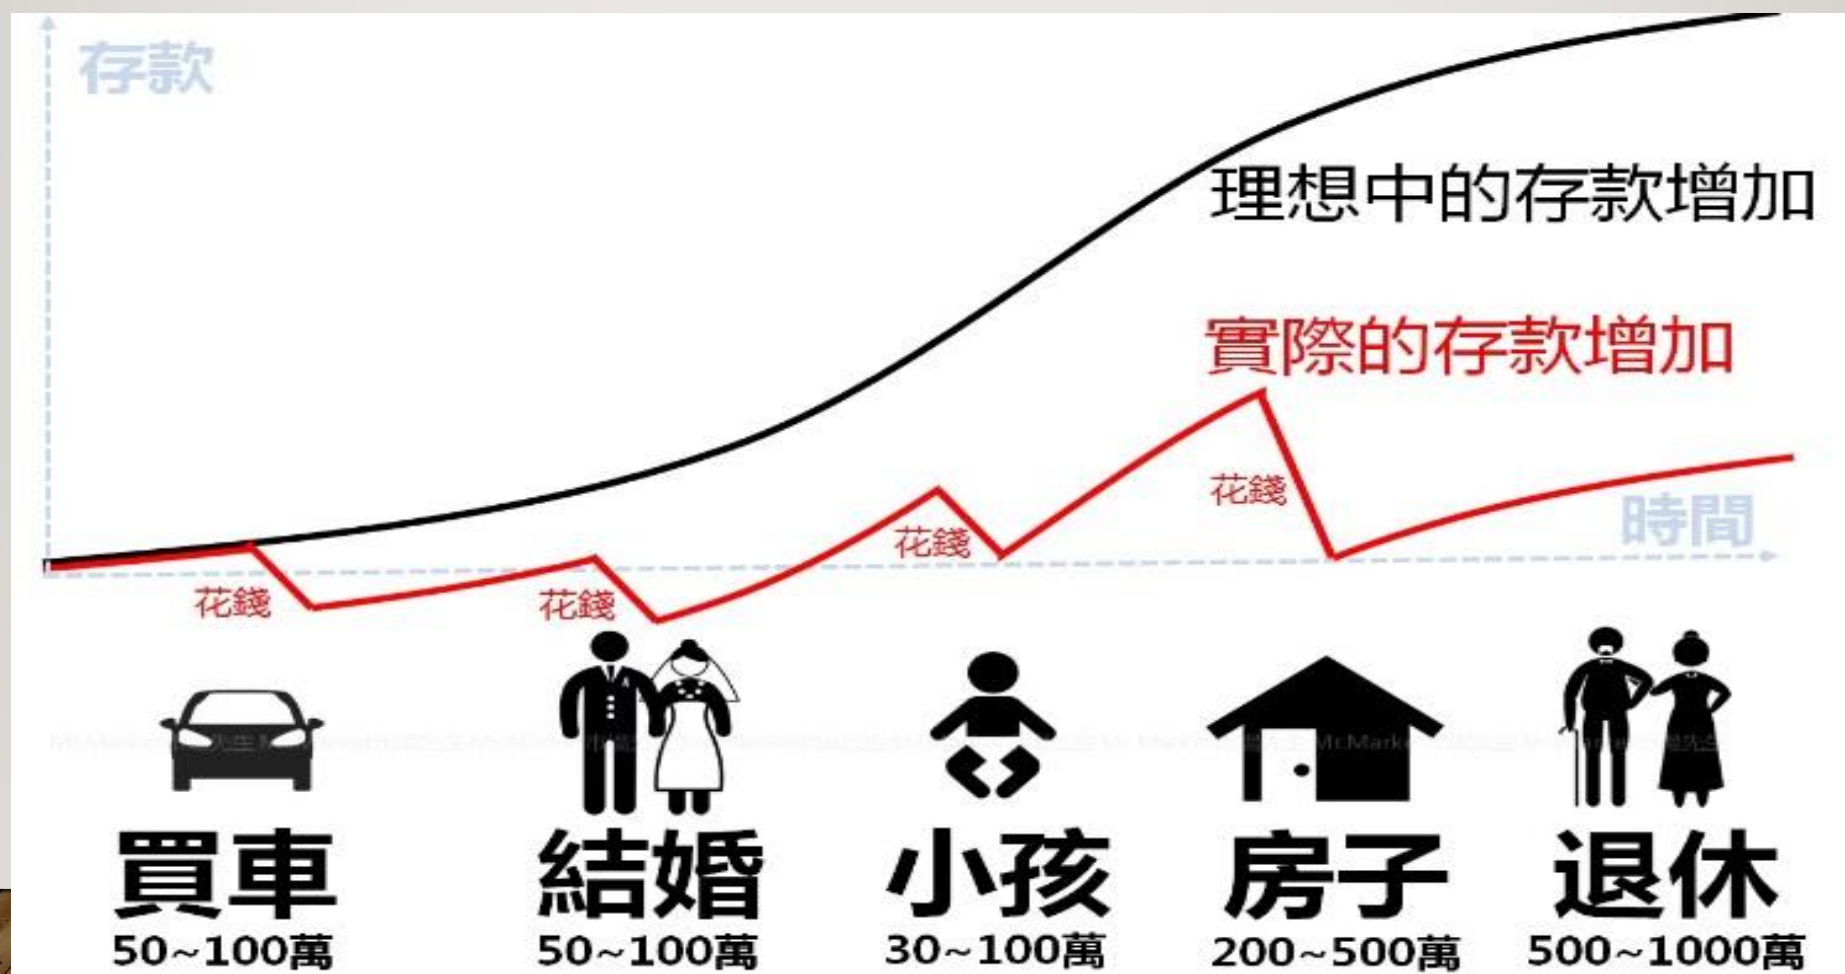 存款
理想中的存款增加
實際的存款增加
花錢
花錢
花錢
花錢
時間
買車
50~100萬
結婚
50~100萬
小孩
30~100萬
房子
200~500萬
退休
500~1000萬